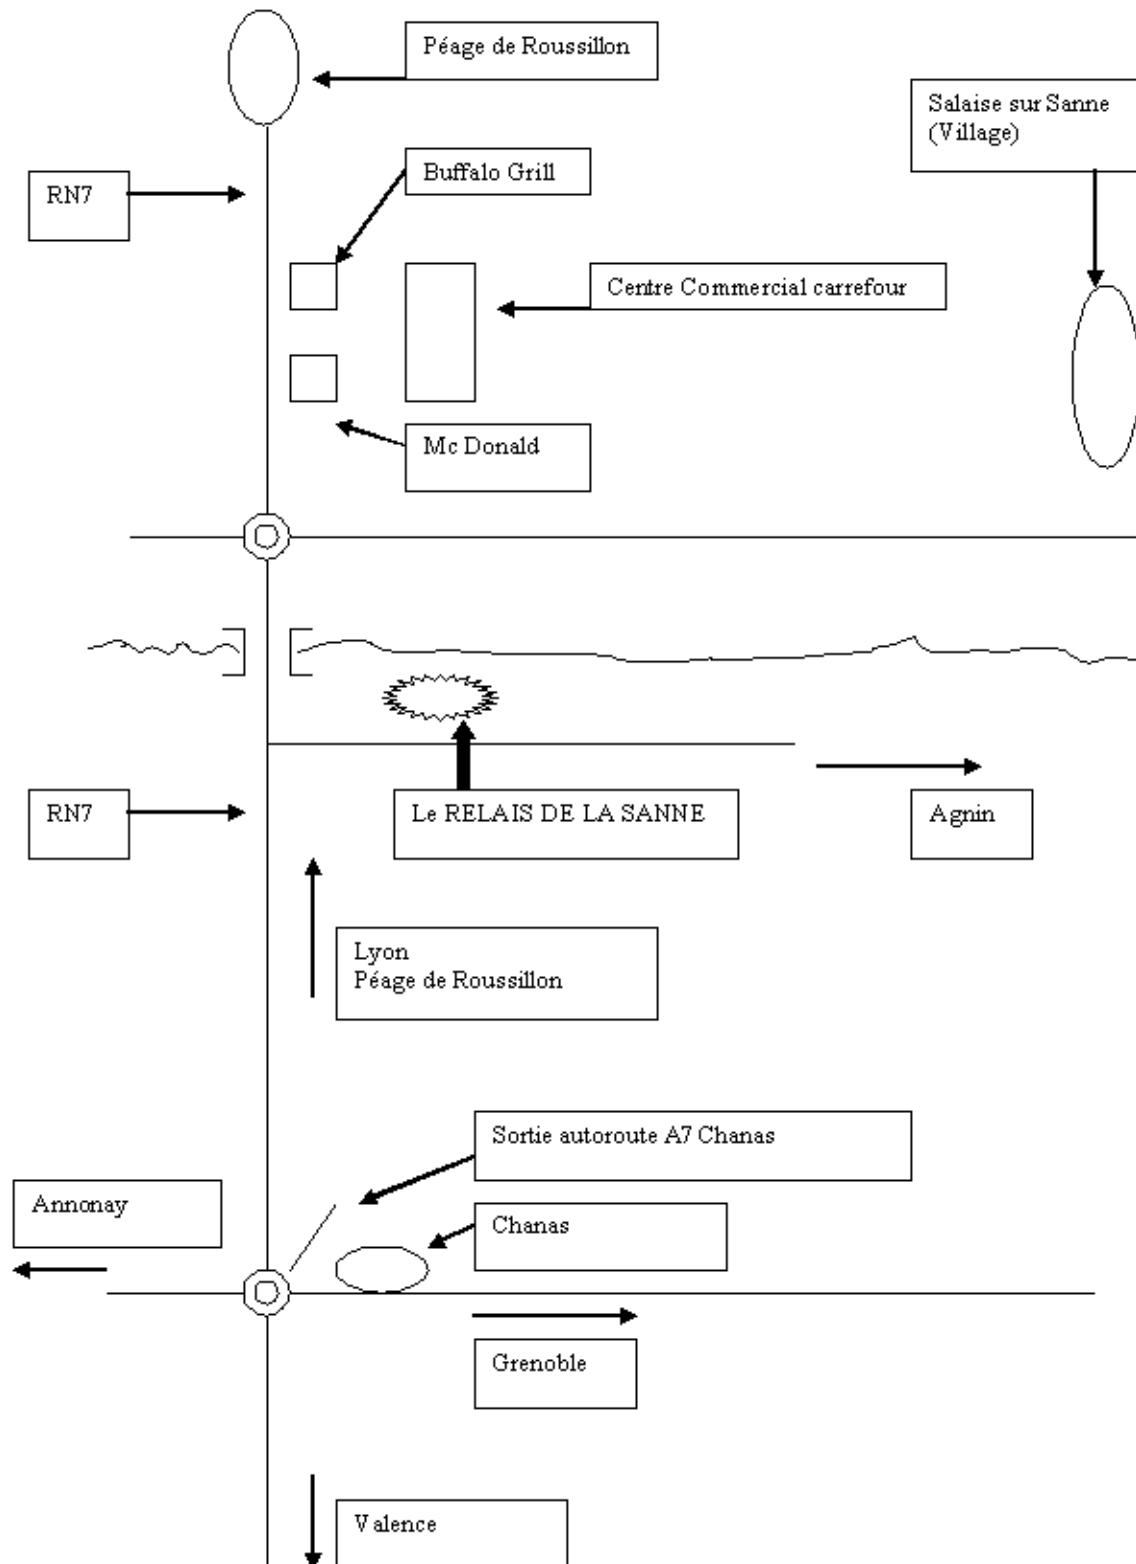 Péage de Roussillon
Salaise sur Sanne
(Village)
Buffalo Grill
RN7
Centre Commercial carrefour
Mc Donald
RN7
Le RELAIS DE LA SANNE
Agnin
Lyon
Péage de Roussillon
Sortie autoroute A7 Chanas
Annonay
Chanas
Grenoble
Valence